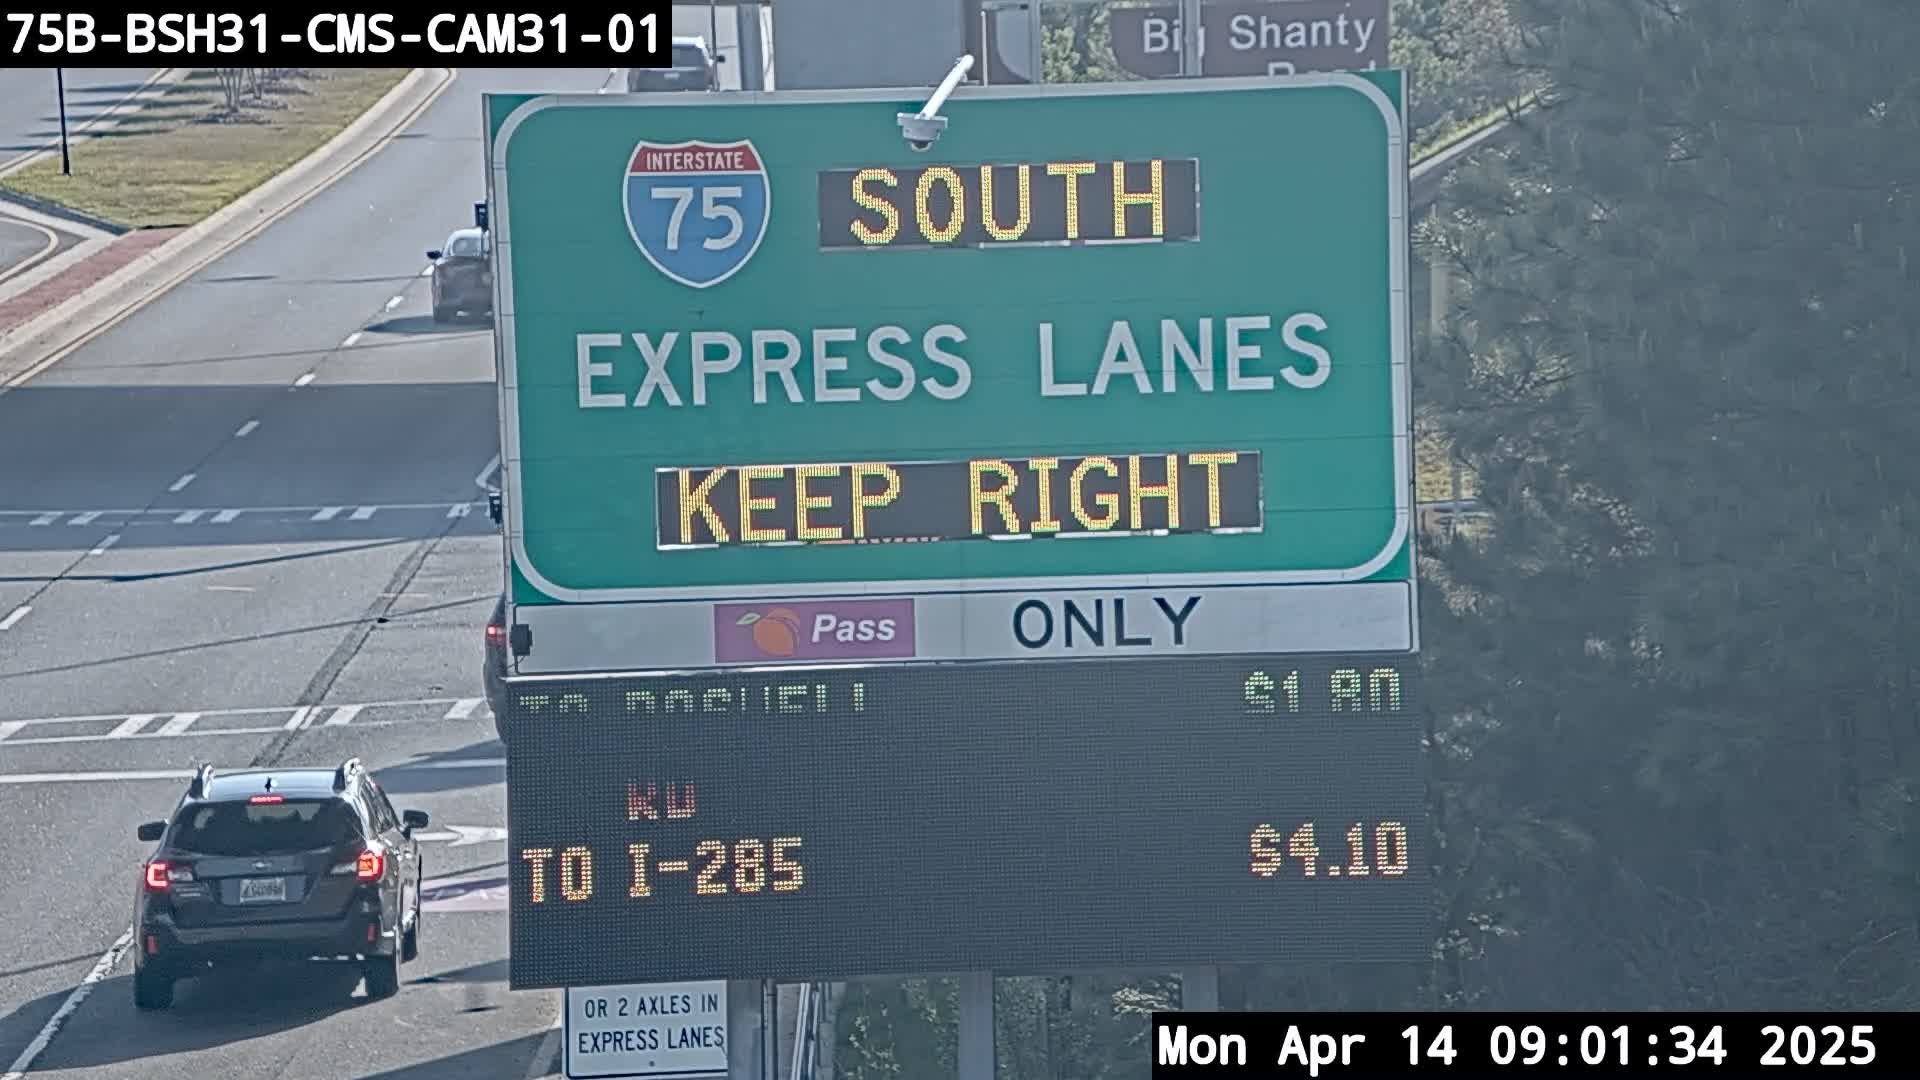 75B-BSH31-CMS-CAM31-01
Big Shanty
INTERSTATE
75
SOUTH
EXPRESS LANES
KEEP RIGHT
Pass
ONLY
TO I-285 $4.10
OR 2 AXLES IN
EXPRESS LANES
Mon Apr 14 09:01:34 2025